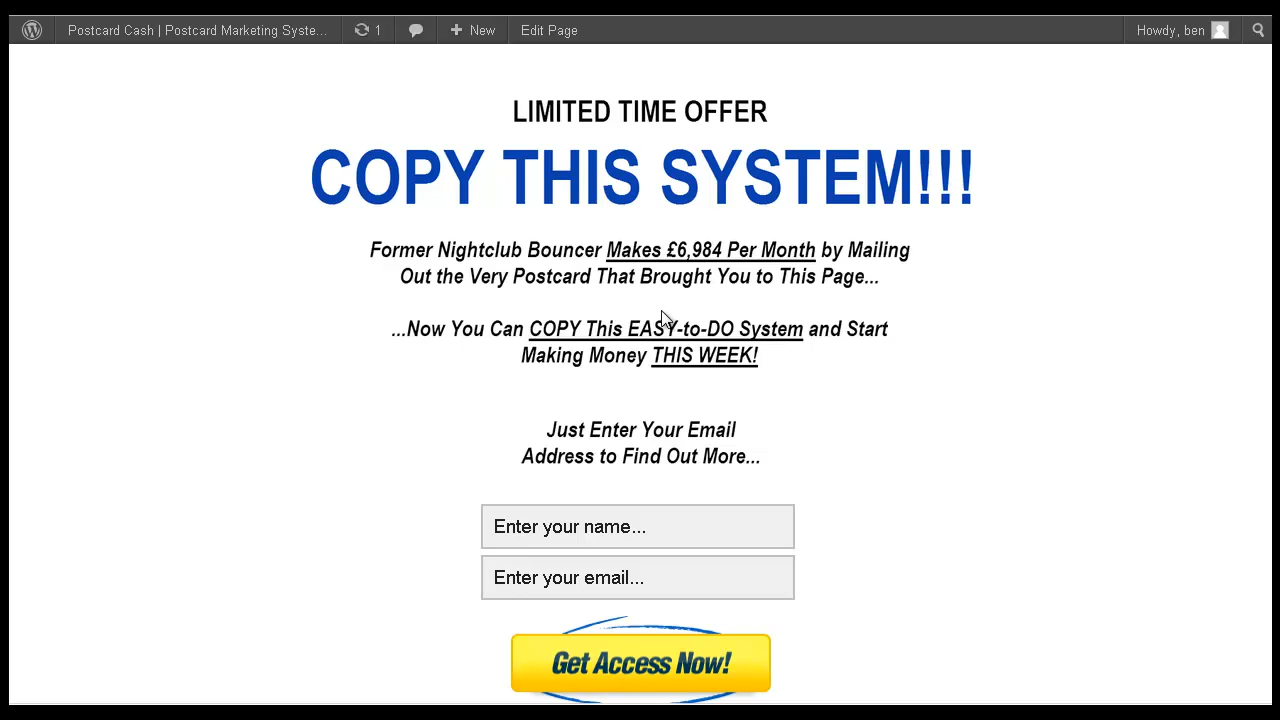 Postcard Cash | Postcard Marketing Syste...
1
New
Edit Page
Howdy, ben
LIMITED TIME OFFER
COPY THIS SYSTEM!!!
Former Nightclub Bouncer Makes £6,984 Per Month by Mailing
Out the Very Postcard That Brought You to This Page...
...Now You Can COPY This EASY-to-DO System and Start
Making Money THIS WEEK!
Just Enter Your Email
Address to Find Out More...
Enter your name...
Enter your email...
Get Access Now!